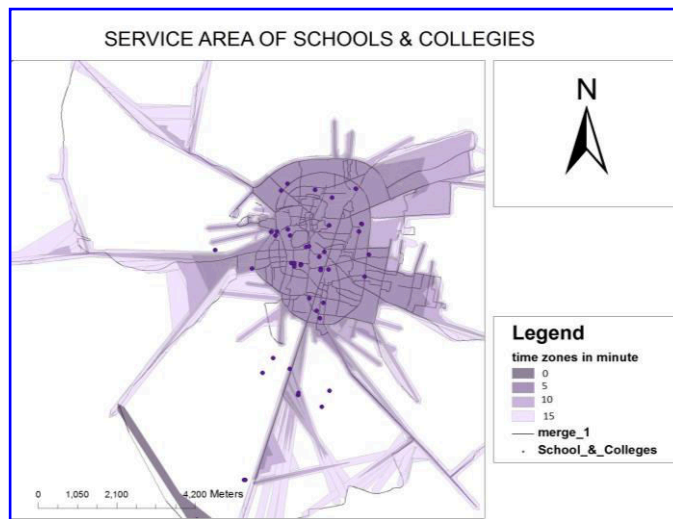 SERVICE AREA OF SCHOOLS & COLLEGIES
N
Legend
time zones in minute
0
5
10
15
merge_1
School_&_Colleges
0 1,050 2,100 4,200 Meters